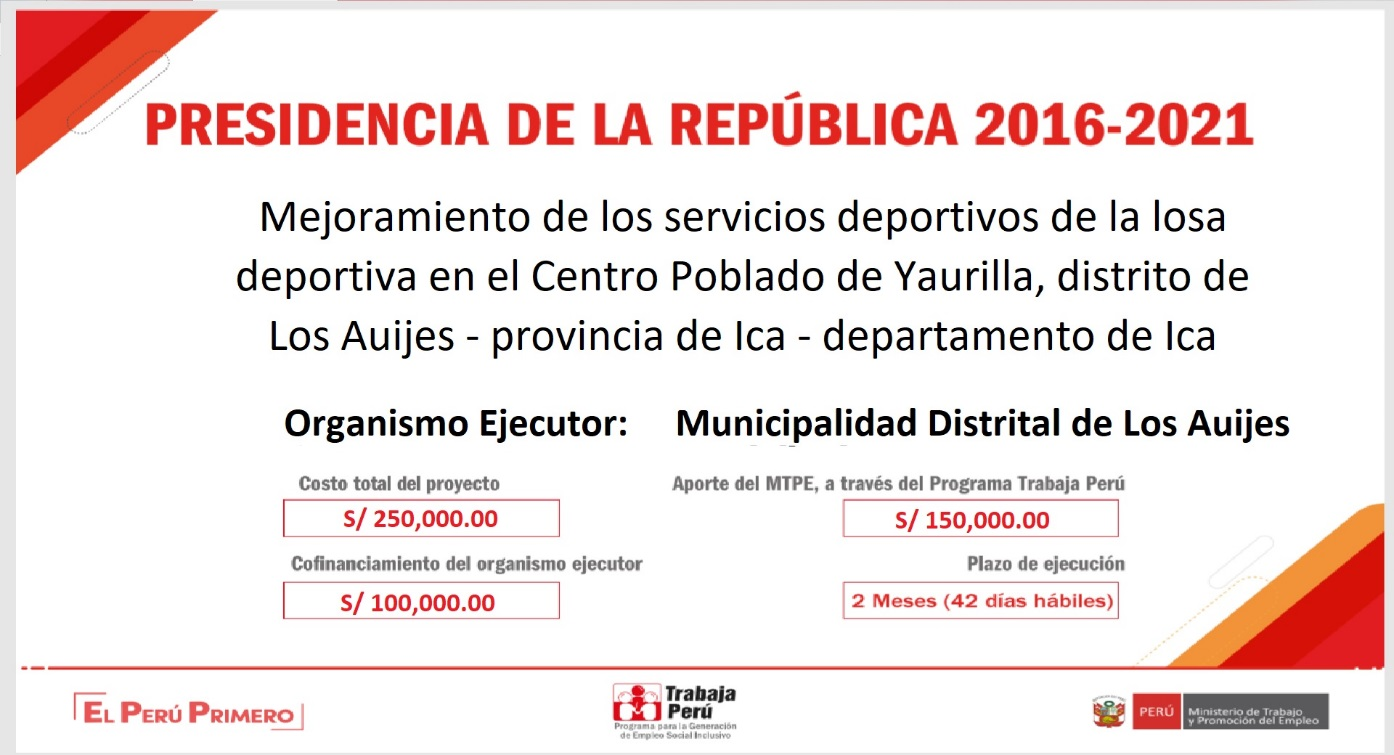 PRESIDENCIA DE LA REPÚBLICA 2016-2021
Mejoramiento de los servicios deportivos de la losa
deportiva en el Centro Poblado de Yaurilla, distrito de
Los Auijes - provincia de Ica - departamento de Ica
Organismo Ejecutor: Municipalidad Distrital de Los Auijes
Costo total del proyecto
S/ 250,000.00
Aporte del MTPE, a través del Programa Trabaja Perú
S/ 150,000.00
Cofinanciamiento del organismo ejecutor
S/ 100,000.00
Plazo de ejecución
2 Meses (42 días hábiles)
EL PERÚ PRIMERO
Trabaja
Perú
Programa para la Generación
de Empleo Social Inclusivo
PERÚ
Ministerio de Trabajo
y Promoción del Empleo